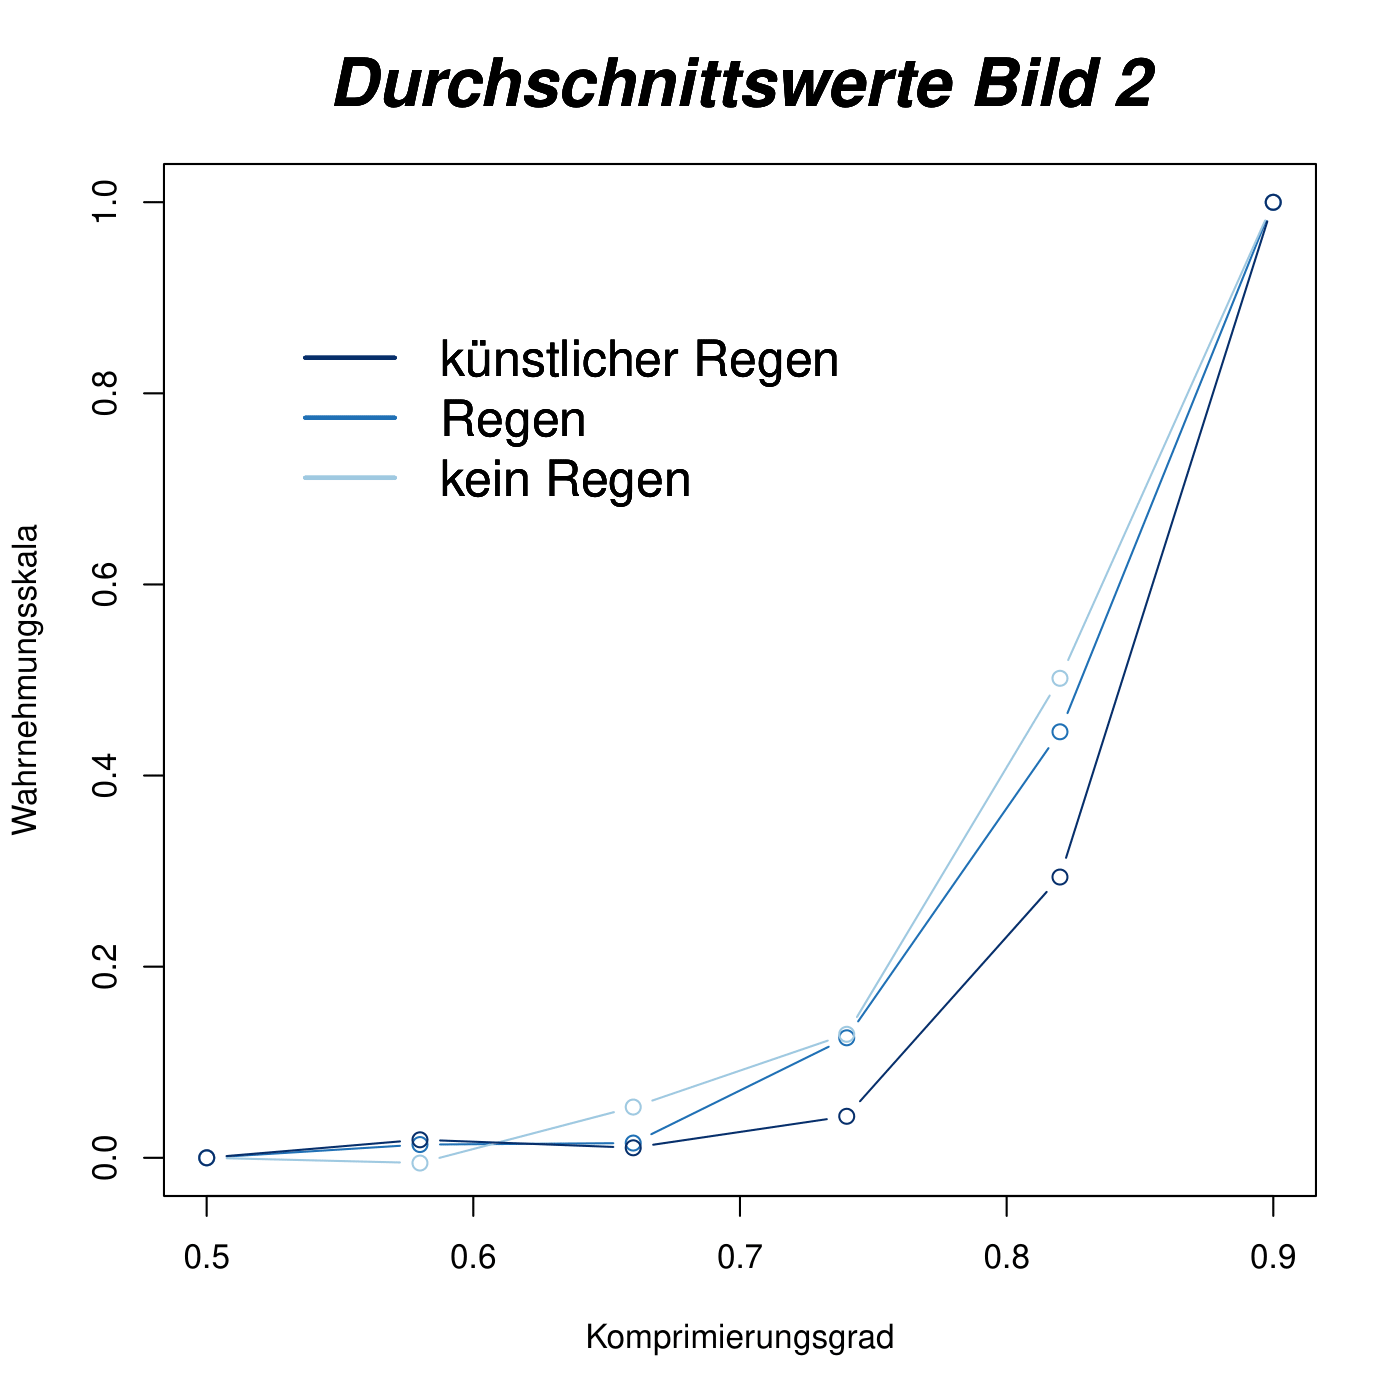 Durchschnittswerte Bild 2
künstlicher Regen
Regen
kein Regen
Wahrnehmungsskala
1.0
0.8
0.6
0.4
0.2
0.0
0.5 0.6 0.7 0.8 0.9
Komprimierungsgrad